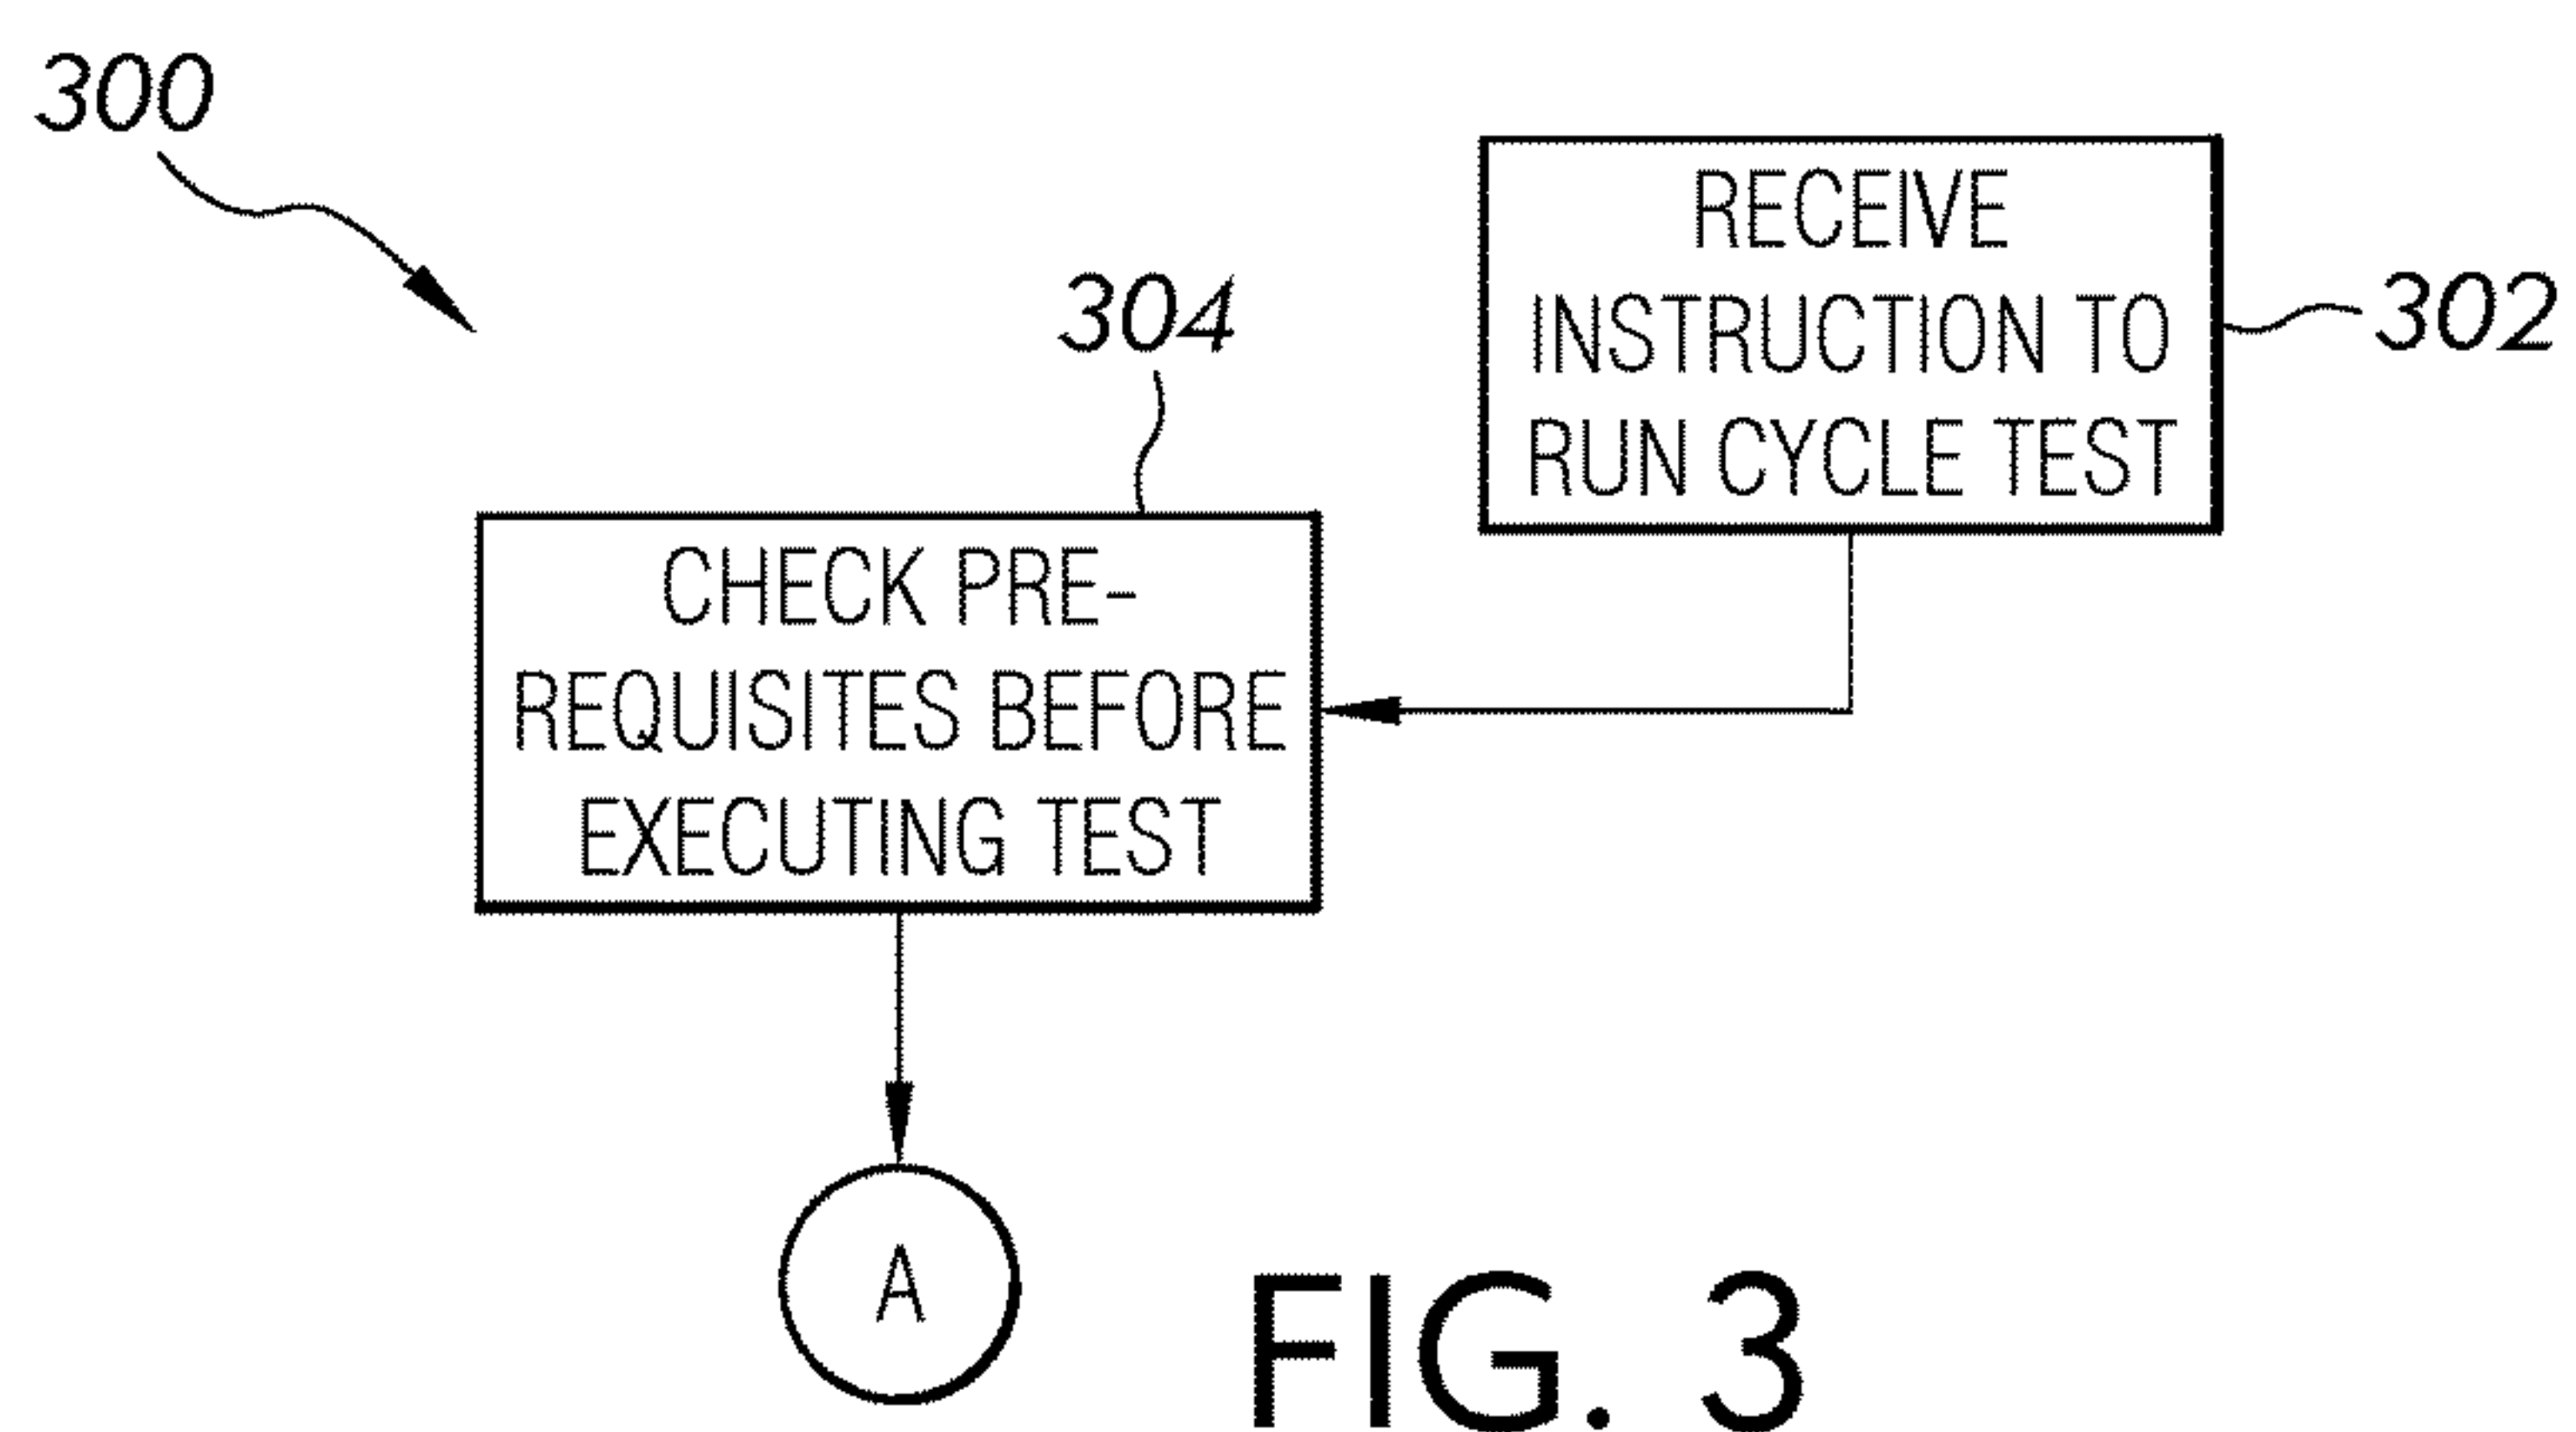 300
RECEIVE
INSTRUCTION TO
RUN CYCLE TEST
302
304
CHECK PRE-
REQUISITES BEFORE
EXECUTING TEST
A
FIG. 3